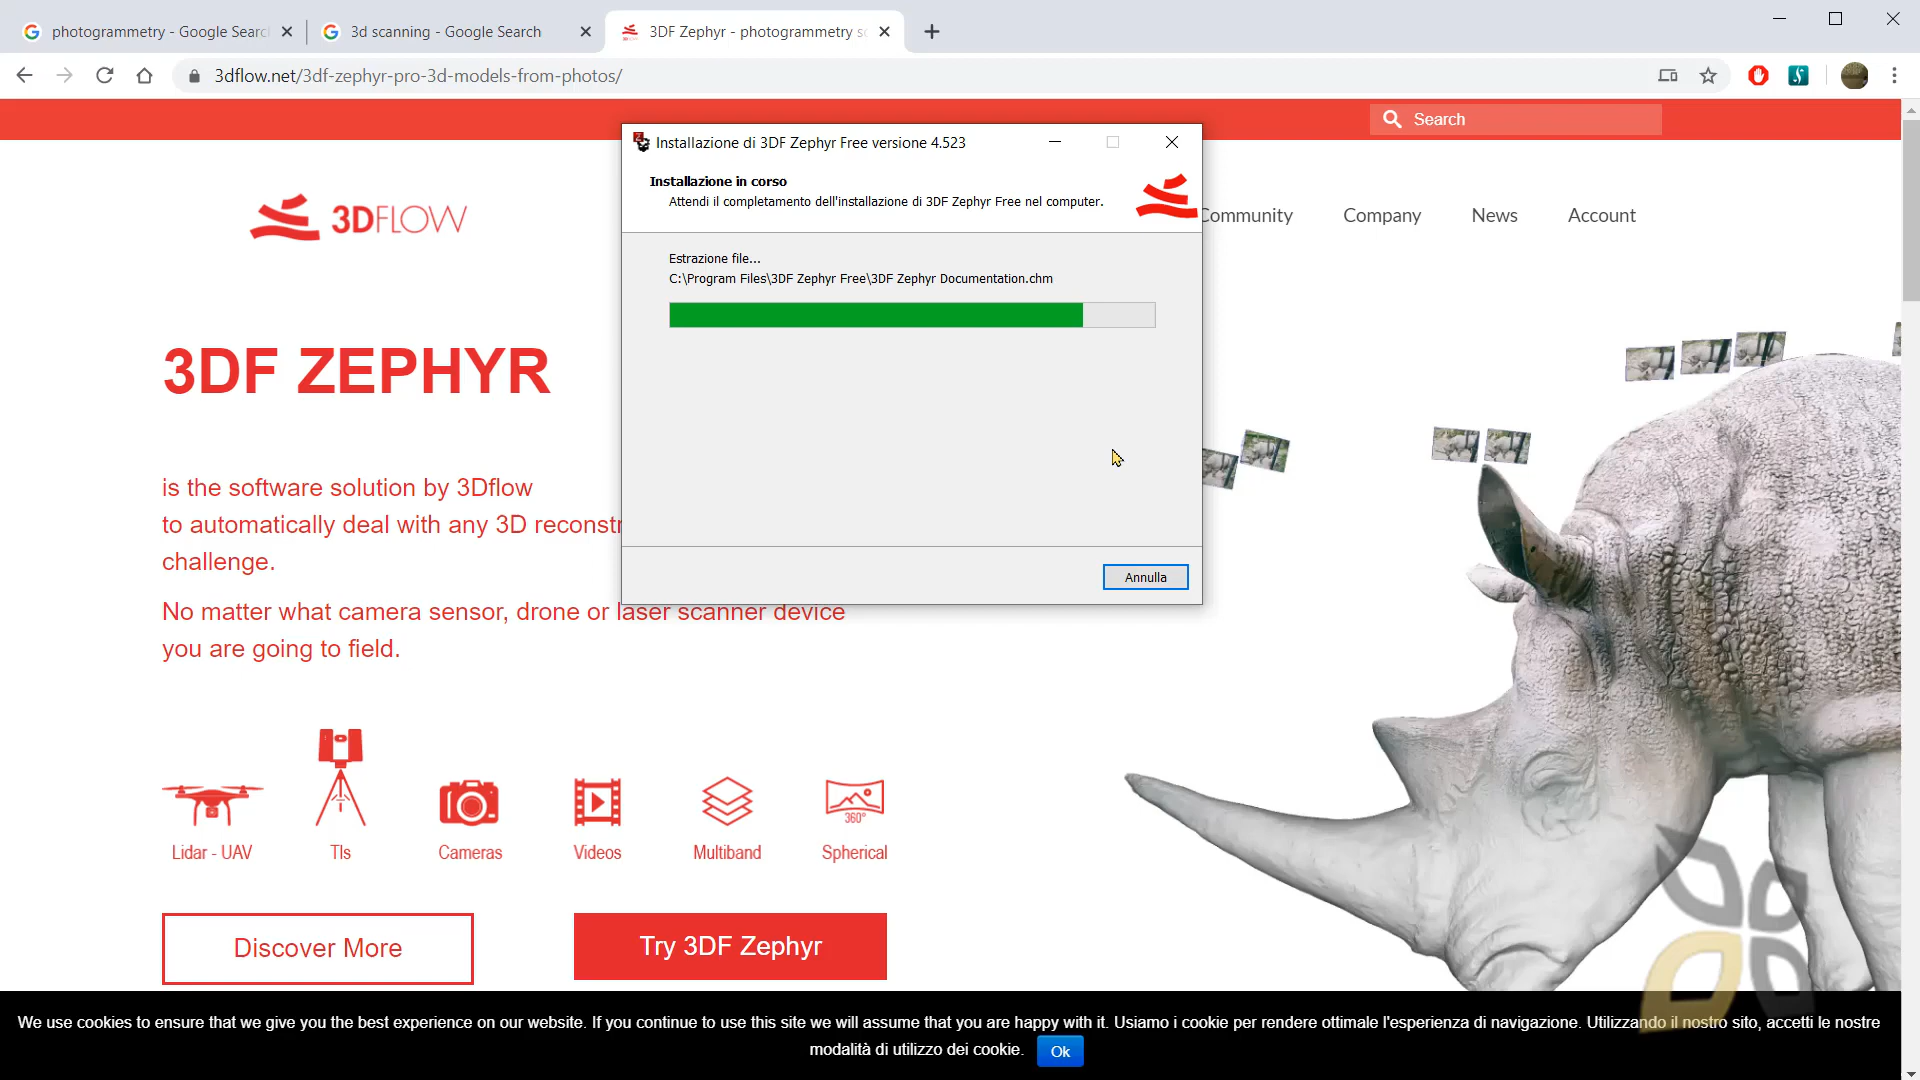 photogrammetry - Google Searc
3d scanning - Google Search
3DF Zephyr - photogrammetry s
3dflow.net/3df-zephyr-pro-3d-models-from-photos/
Search
Installazione di 3DF Zephyr Free versione 4.523
Installazione in corso
Attendi il completamento dell'installazione di 3DF Zephyr Free nel computer.
3DFLOW
Community
Company
News
Account
Estrazione file...
C:\Program Files\3DF Zephyr Free\3DF Zephyr Documentation.chm
Annulla
3DF ZEPHYR
is the software solution by 3Dflow
to automatically deal with any 3D reconstr
challenge.
No matter what camera sensor, drone or laser scanner device
you are going to field.
360°
Lidar - UAV
Tls
Cameras
Videos
Multiband
Spherical
Discover More
Try 3DF Zephyr
We use cookies to ensure that we give you the best experience on our website. If you continue to use this site we will assume that you are happy with it. Usiamo i cookie per rendere ottimale l'esperienza di navigazione. Utilizzando il nostro sito, accetti le nostre
modalità di utilizzo dei cookie.
Ok